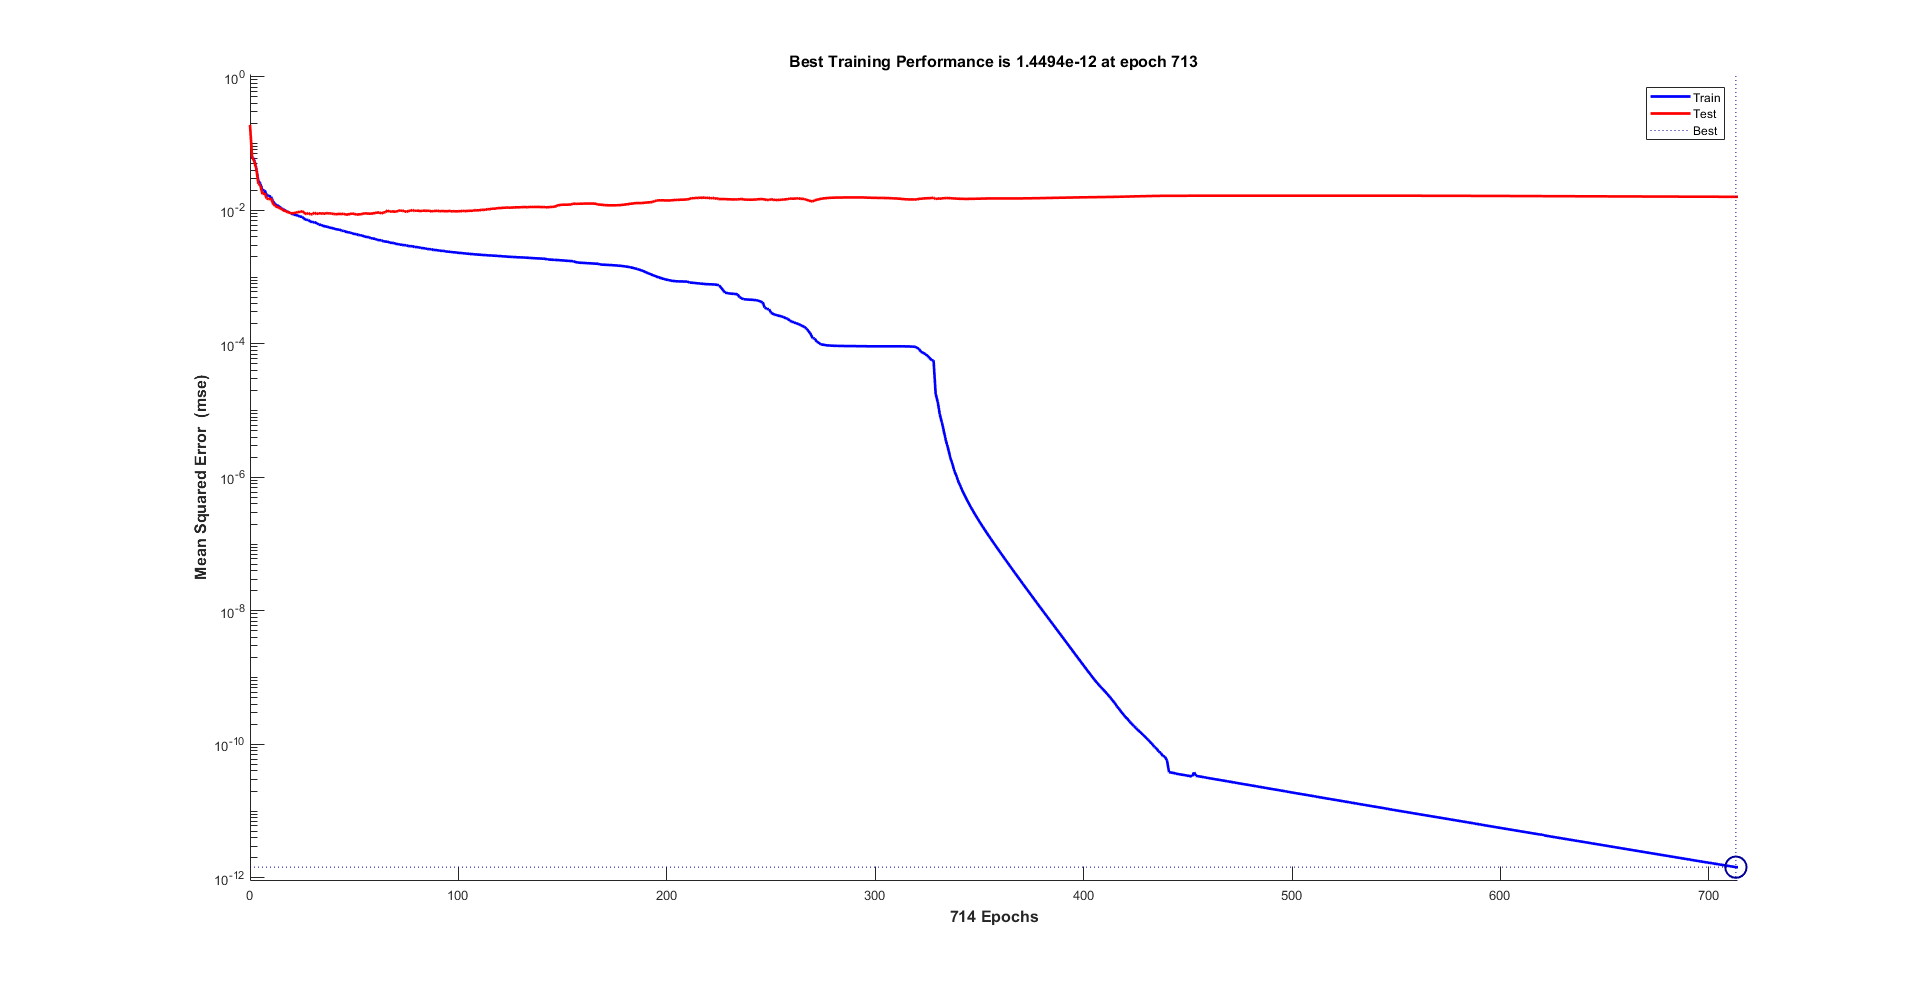 Best Training Performance is 1.4494e-12 at epoch 713
Train
Test
Best
Mean Squared Error (mse)
10^0
10^-2
10^-4
10^-6
10^-8
10^-10
10^-12
0 100 200 300 400 500 600 700
714 Epochs